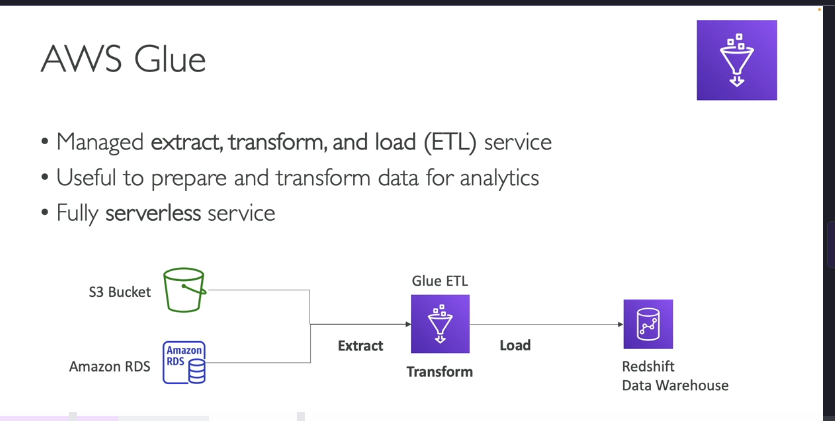 AWS Glue
• Managed extract, transform, and load (ETL) service
• Useful to prepare and transform data for analytics
• Fully serverless service
Glue ETL
S3 Bucket
Amazon RDS
Amazon
RDS
Extract
Load
Transform
Redshift
Data Warehouse